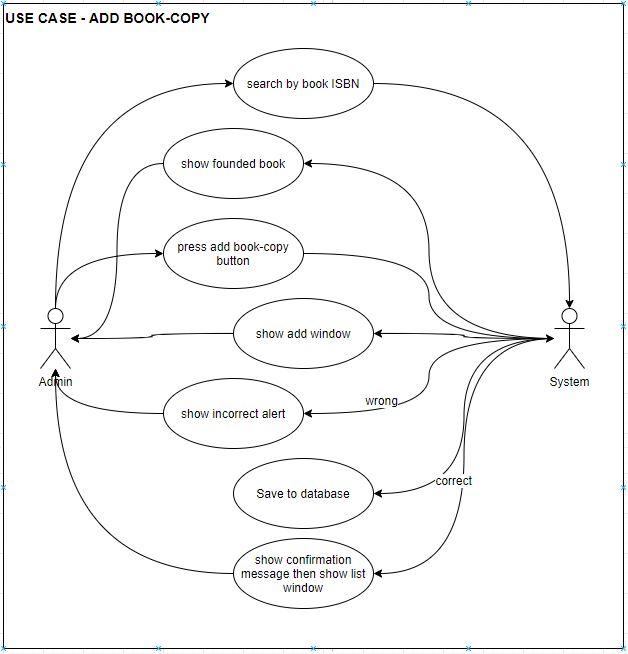 USE CASE - ADD BOOK-COPY
search by book ISBN
show founded book
press add book-copy
button
show add window
Admin
System
show incorrect alert
wrong
correct
Save to database
show confirmation
message then show list
window